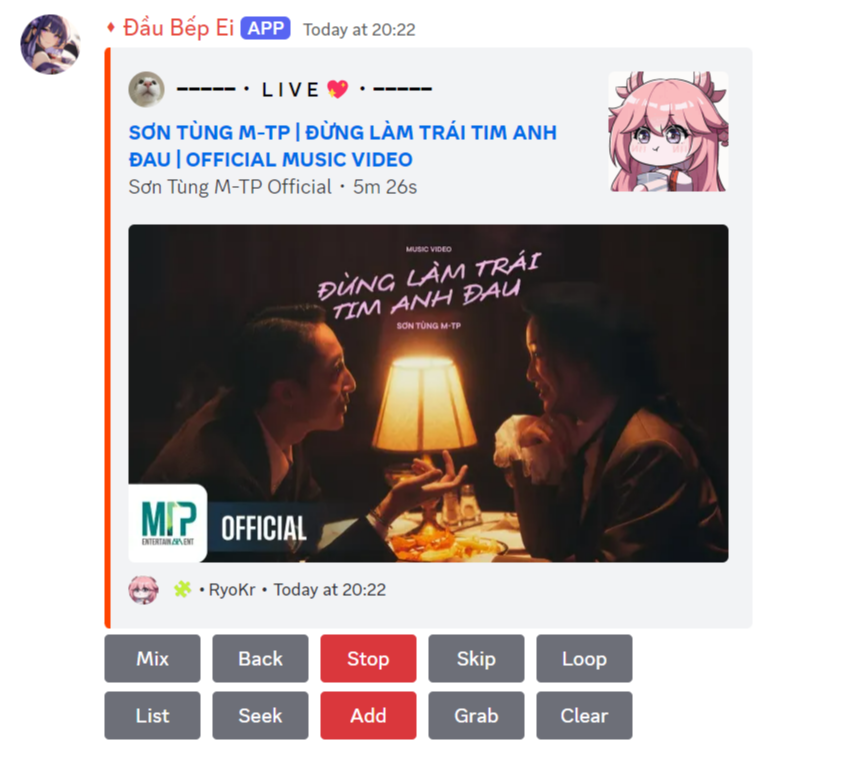 Đầu Bếp Ei APP Today at 20:22
━━━━━ • L I V E 💖 • ━━━━━
SƠN TÙNG M-TP | ĐỪNG LÀM TRÁI TIM ANH
ĐAU | OFFICIAL MUSIC VIDEO
Sơn Tùng M-TP Official • 5m 26s
MUSIC VIDEO
ĐỪNG LÀM TRÁI
TIM ANH ĐAU
SƠN TÙNG M-TP
MTP
ENTERTAINMENT
OFFICIAL
• RyoKr • Today at 20:22
Mix Back Stop Skip Loop
List Seek Add Grab Clear